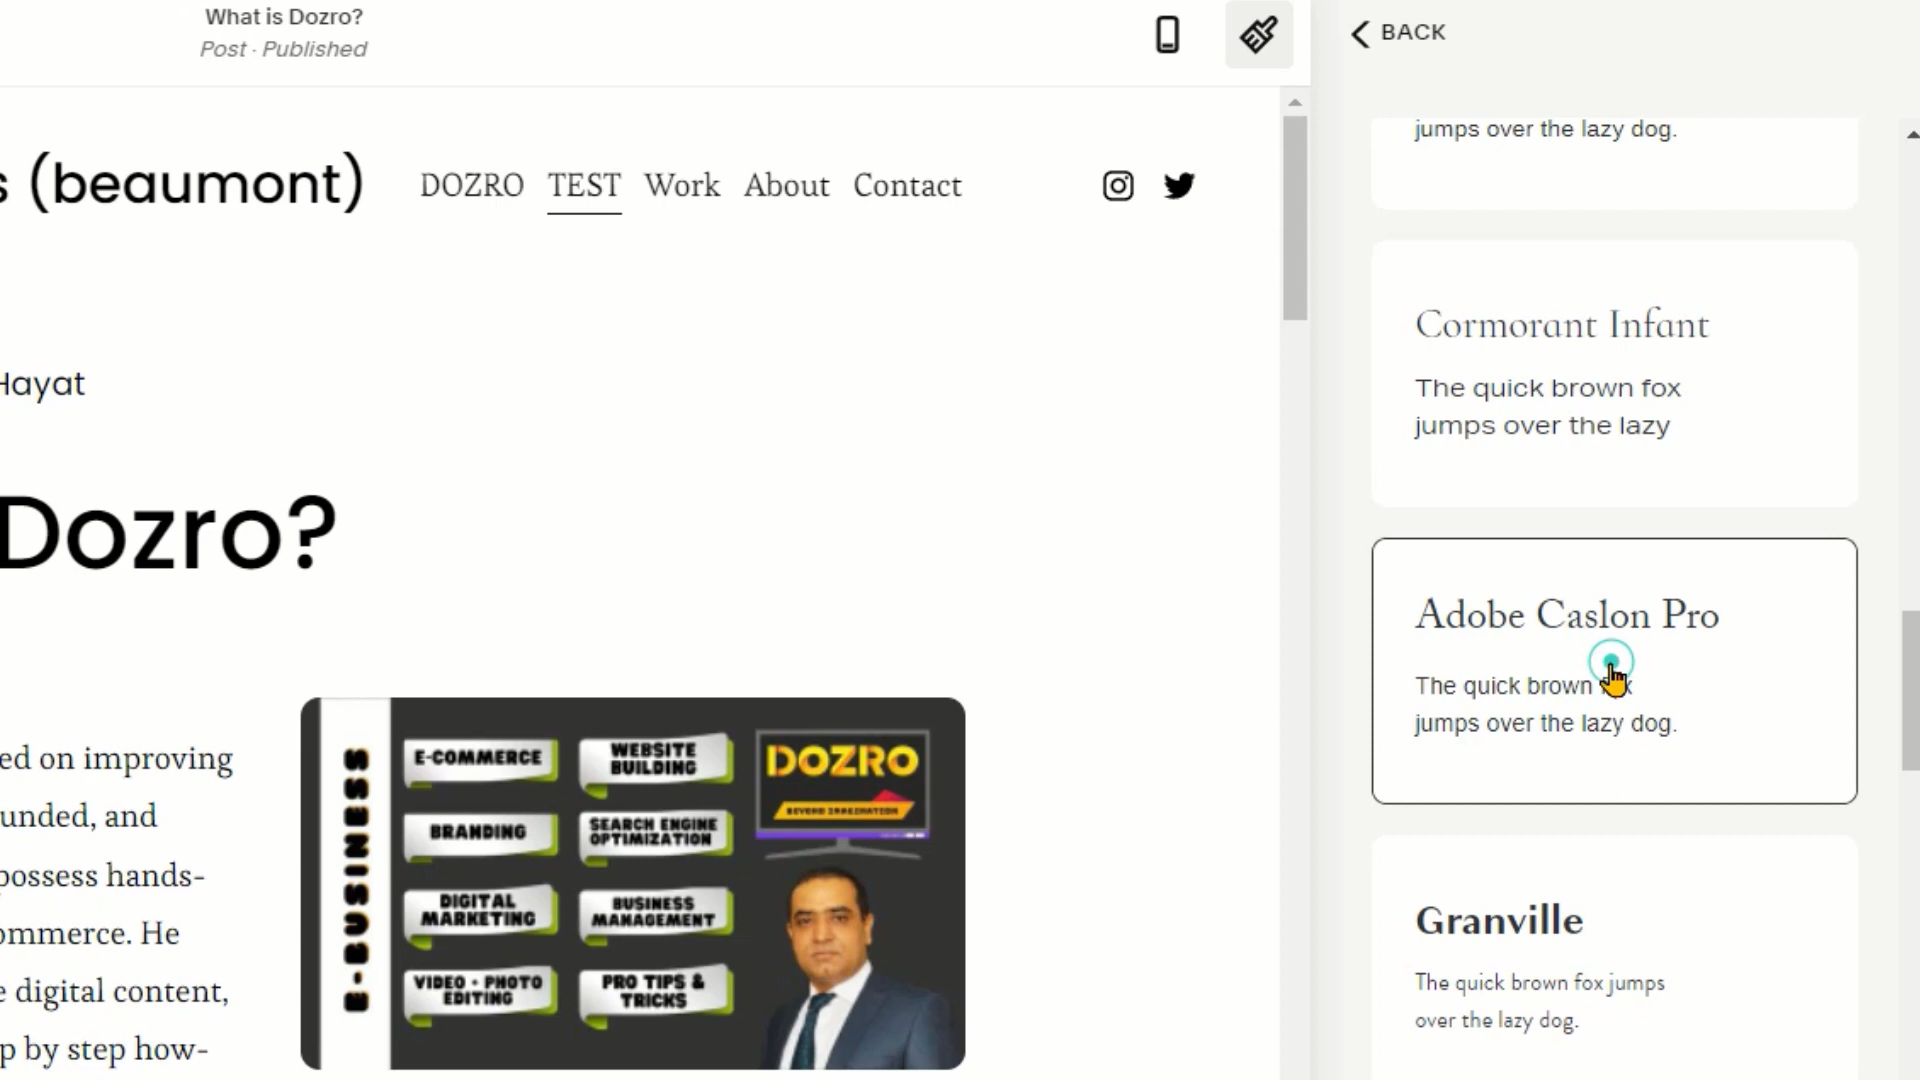 What is Dozro?
Post · Published
BACK
s (beaumont)
DOZRO TEST Work About Contact
Hayat
Dozro?
ed on improving
unded, and
possess hands-
ommerce. He
e digital content,
p by step how-
E-BUSINESS
E-COMMERCE
WEBSITE
BUILDING
BRANDING
SEARCH ENGINE
OPTIMIZATION
DIGITAL
MARKETING
BUSINESS
MANAGEMENT
VIDEO · PHOTO
EDITING
PRO TIPS &
TRICKS
DOZRO
BEYOND IMAGINATION
jumps over the lazy dog.
Cormorant Infant
The quick brown fox
jumps over the lazy
Adobe Caslon Pro
The quick brown fox
jumps over the lazy dog.
Granville
The quick brown fox jumps
over the lazy dog.